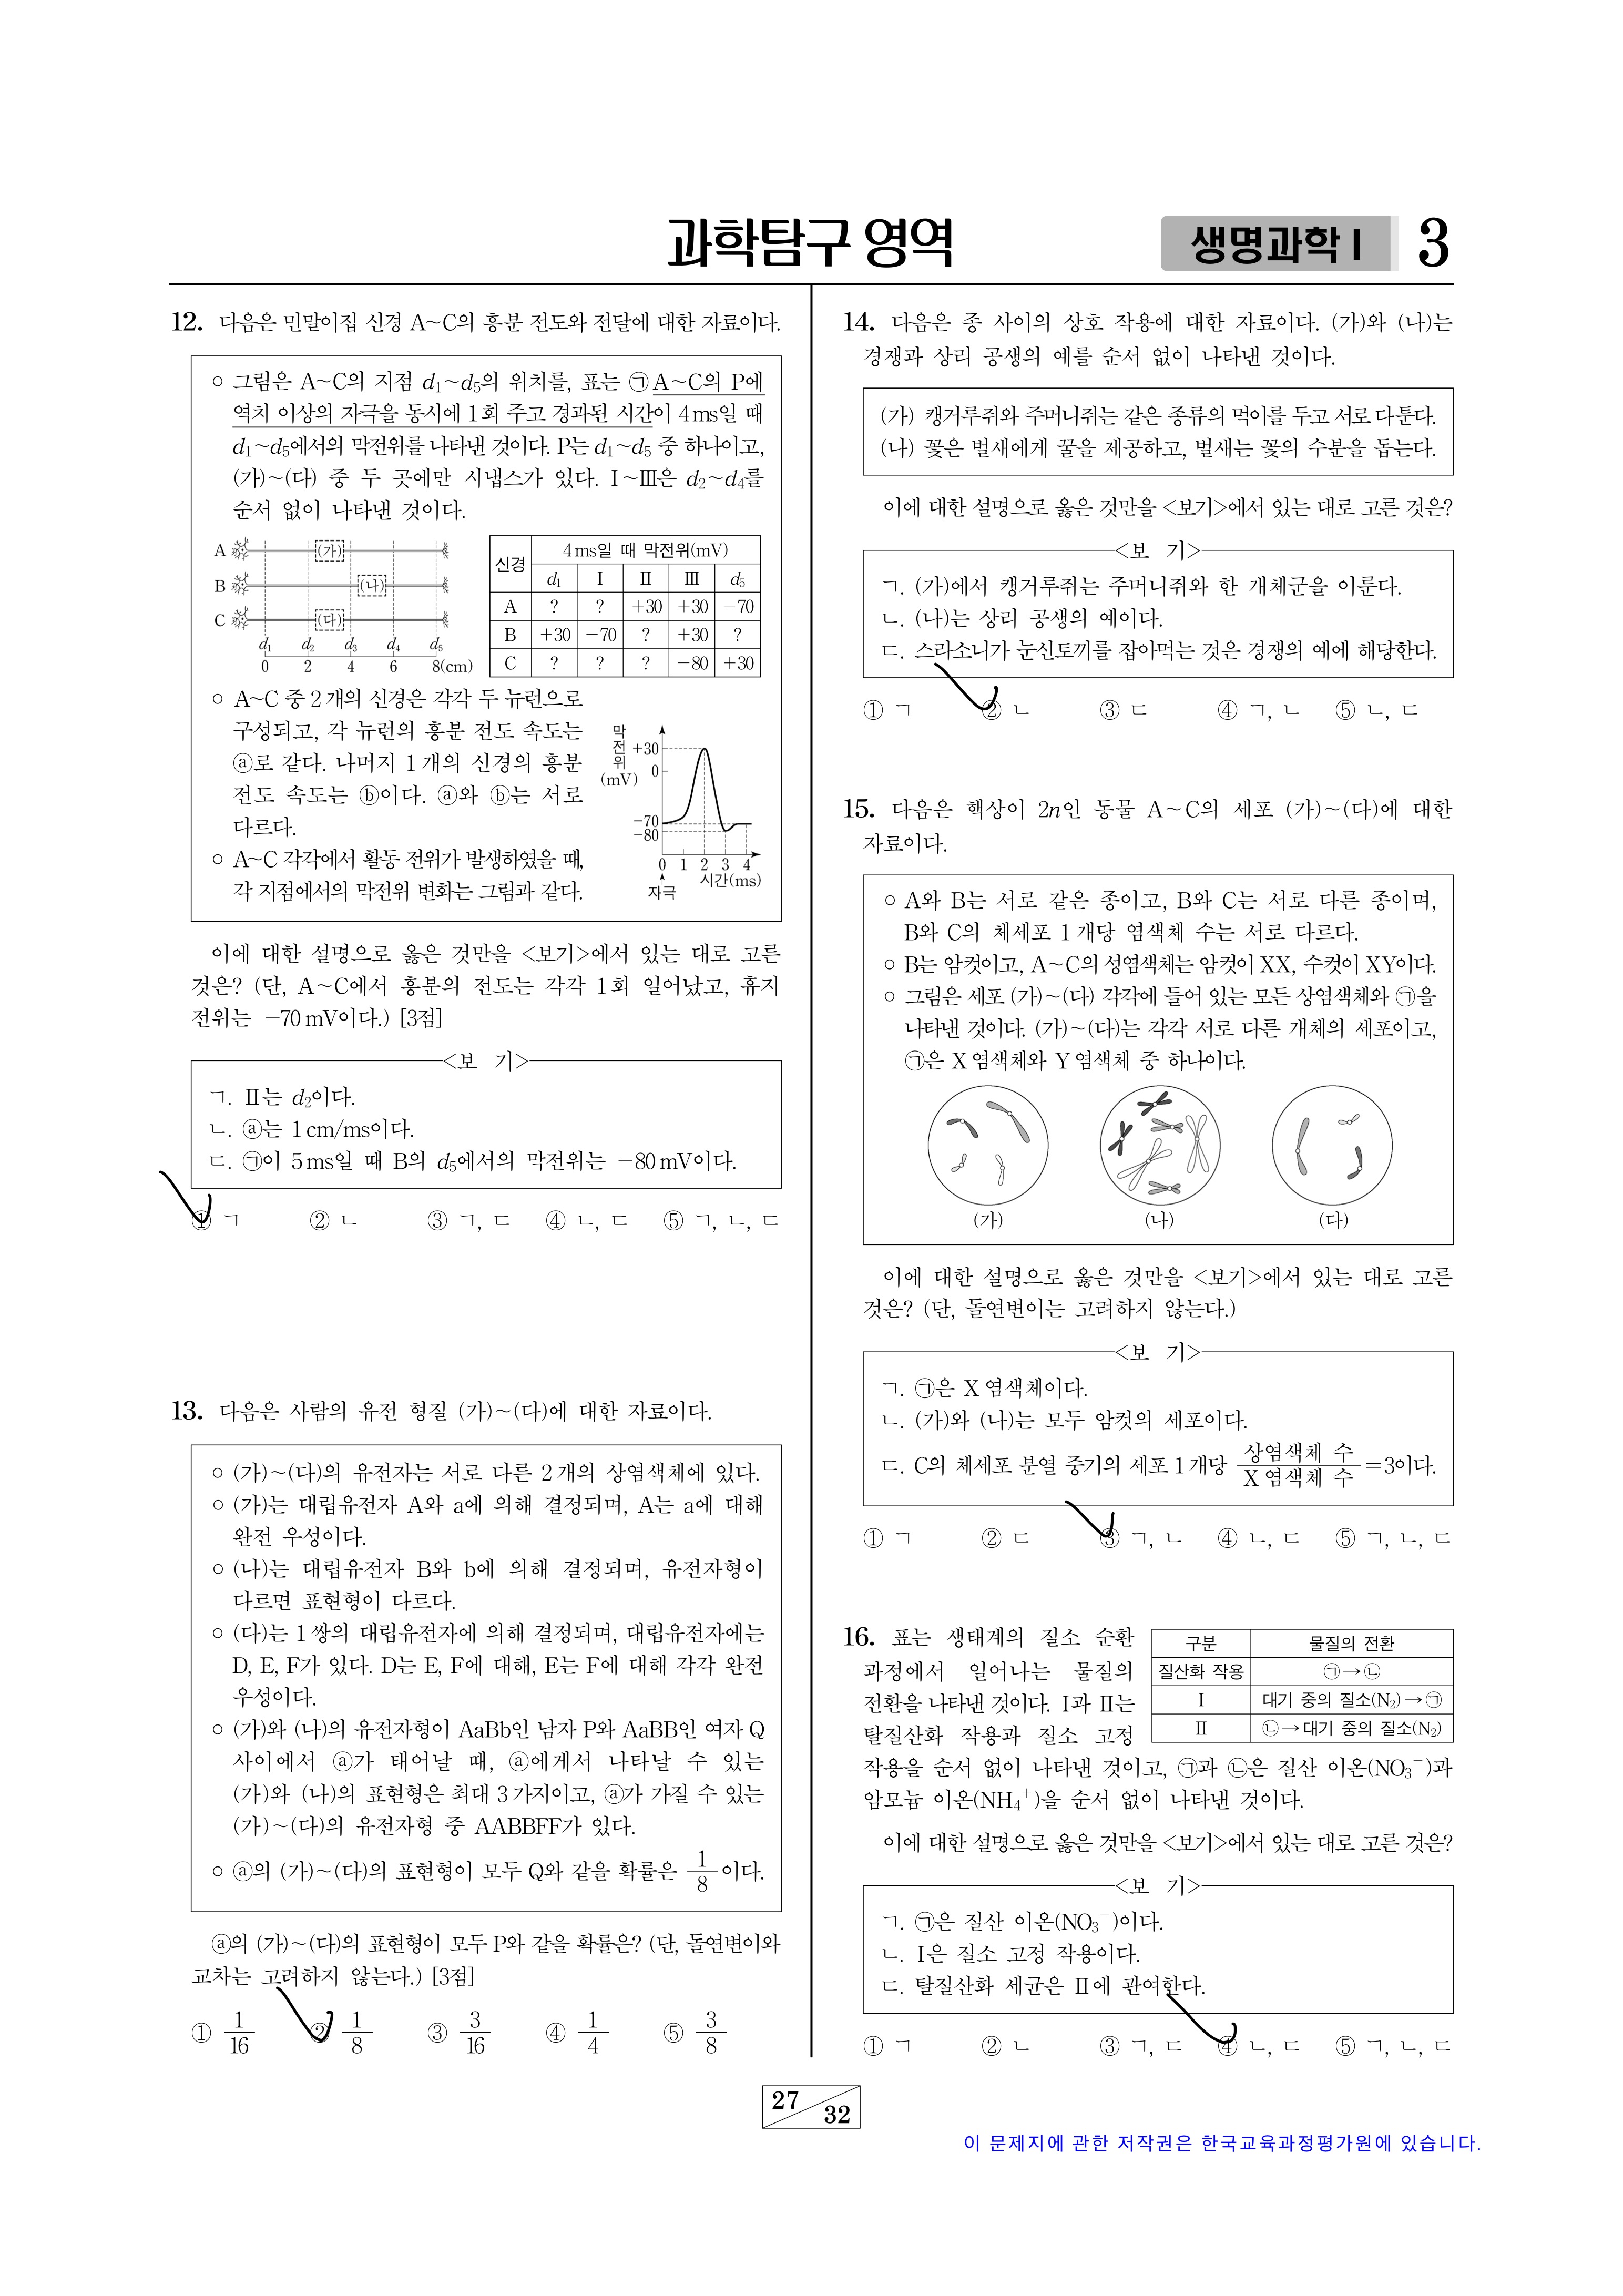 과학탐구 영역
생명과학Ⅰ 3
12. 다음은 민말이집 신경 A∼C의 흥분 전도와 전달에 대한 자료이다.
○ 그림은 A∼C의 지점 d₁∼d₅의 위치를, 표는 ㉠ A∼C의 P에
역치 이상의 자극을 동시에 1회 주고 경과된 시간이 4ms일 때
d₁∼d₅에서의 막전위를 나타낸 것이다. P는 d₁∼d₅ 중 하나이고,
(가)∼(다) 중 두 곳에만 시냅스가 있다. Ⅰ∼Ⅲ은 d₂∼d₄를
순서 없이 나타낸 것이다.
A (가)
B (나)
C (다)
d₁ d₂ d₃ d₄ d₅
0 2 4 6 8(cm)
신경 4ms일 때 막전위(mV)
d₁ Ⅰ Ⅱ Ⅲ d₅
A ? ? +30 +30 −70
B +30 −70 ? +30 ?
C ? ? ? −80 +30
○ A∼C 중 2개의 신경은 각각 두 뉴런으로
구성되고, 각 뉴런의 흥분 전도 속도는
ⓐ로 같다. 나머지 1개의 신경의 흥분
전도 속도는 ⓑ이다. ⓐ와 ⓑ는 서로
다르다.
○ A∼C 각각에서 활동 전위가 발생하였을 때,
각 지점에서의 막전위 변화는 그림과 같다.
막전위(mV)
+30
0
−70
−80
0 1 2 3 4
시간(ms)
자극
이에 대한 설명으로 옳은 것만을 <보기>에서 있는 대로 고른
것은? (단, A∼C에서 흥분의 전도는 각각 1회 일어났고, 휴지
전위는 −70mV이다.) [3점]
<보 기>
ㄱ. Ⅱ는 d₂이다.
ㄴ. ⓐ는 1cm/ms이다.
ㄷ. ㉠이 5ms일 때 B의 d₅에서의 막전위는 −80mV이다.
① ㄱ ② ㄴ ③ ㄱ, ㄷ ④ ㄴ, ㄷ ⑤ ㄱ, ㄴ, ㄷ
13. 다음은 사람의 유전 형질 (가)∼(다)에 대한 자료이다.
○ (가)∼(다)의 유전자는 서로 다른 2개의 상염색체에 있다.
○ (가)는 대립유전자 A와 a에 의해 결정되며, A는 a에 대해
완전 우성이다.
○ (나)는 대립유전자 B와 b에 의해 결정되며, 유전자형이
다르면 표현형이 다르다.
○ (다)는 1쌍의 대립유전자에 의해 결정되며, 대립유전자에는
D, E, F가 있다. D는 E, F에 대해, E는 F에 대해 각각 완전
우성이다.
○ (가)와 (나)의 유전자형이 AaBb인 남자 P와 AaBB인 여자 Q
사이에서 ⓐ가 태어날 때, ⓐ에게서 나타날 수 있는
(가)와 (나)의 표현형은 최대 3가지이고, ⓐ가 가질 수 있는
(가)∼(다)의 유전자형 중 AABBFF가 있다.
○ ⓐ의 (가)∼(다)의 표현형이 모두 Q와 같을 확률은 1/8이다.
ⓐ의 (가)∼(다)의 표현형이 모두 P와 같을 확률은? (단, 돌연변이와
교차는 고려하지 않는다.) [3점]
① 1/16 ② 1/8 ③ 3/16 ④ 1/4 ⑤ 3/8
14. 다음은 종 사이의 상호 작용에 대한 자료이다. (가)와 (나)는
경쟁과 상리 공생의 예를 순서 없이 나타낸 것이다.
(가) 캥거루쥐와 주머니쥐는 같은 종류의 먹이를 두고 서로 다툰다.
(나) 꽃은 벌새에게 꿀을 제공하고, 벌새는 꽃의 수분을 돕는다.
이에 대한 설명으로 옳은 것만을 <보기>에서 있는 대로 고른 것은?
<보 기>
ㄱ. (가)에서 캥거루쥐는 주머니쥐와 한 개체군을 이룬다.
ㄴ. (나)는 상리 공생의 예이다.
ㄷ. 스라소니가 눈신토끼를 잡아먹는 것은 경쟁의 예에 해당한다.
① ㄱ ② ㄴ ③ ㄷ ④ ㄱ, ㄴ ⑤ ㄴ, ㄷ
15. 다음은 핵상이 2n인 동물 A∼C의 세포 (가)∼(다)에 대한
자료이다.
○ A와 B는 서로 같은 종이고, B와 C는 서로 다른 종이며,
B와 C의 체세포 1개당 염색체 수는 서로 다르다.
○ B는 암컷이고, A∼C의 성염색체는 암컷이 XX, 수컷이 XY이다.
○ 그림은 세포 (가)∼(다) 각각에 들어 있는 모든 상염색체와 ㉠을
나타낸 것이다. (가)∼(다)는 각각 서로 다른 개체의 세포이고,
㉠은 X염색체와 Y염색체 중 하나이다.
(가) (나) (다)
이에 대한 설명으로 옳은 것만을 <보기>에서 있는 대로 고른
것은? (단, 돌연변이는 고려하지 않는다.)
<보 기>
ㄱ. ㉠은 X염색체이다.
ㄴ. (가)와 (나)는 모두 암컷의 세포이다.
ㄷ. C의 체세포 분열 중기의 세포 1개당 상염색체 수/X염색체 수 =3이다.
① ㄱ ② ㄷ ③ ㄱ, ㄴ ④ ㄴ, ㄷ ⑤ ㄱ, ㄴ, ㄷ
16. 표는 생태계의 질소 순환
과정에서 일어나는 물질의
전환을 나타낸 것이다. Ⅰ과 Ⅱ는
탈질산화 작용과 질소 고정
작용을 순서 없이 나타낸 것이고, ㉠과 ㉡은 질산 이온(NO₃⁻)과
암모늄 이온(NH₄⁺)을 순서 없이 나타낸 것이다.
구분 물질의 전환
질산화 작용 ㉠→㉡
Ⅰ 대기 중의 질소(N₂)→㉠
Ⅱ ㉡→대기 중의 질소(N₂)
이에 대한 설명으로 옳은 것만을 <보기>에서 있는 대로 고른 것은?
<보 기>
ㄱ. ㉠은 질산 이온(NO₃⁻)이다.
ㄴ. Ⅰ은 질소 고정 작용이다.
ㄷ. 탈질산화 세균은 Ⅱ에 관여한다.
① ㄱ ② ㄴ ③ ㄱ, ㄷ ④ ㄴ, ㄷ ⑤ ㄱ, ㄴ, ㄷ
27 32
이 문제지에 관한 저작권은 한국교육과정평가원에 있습니다.